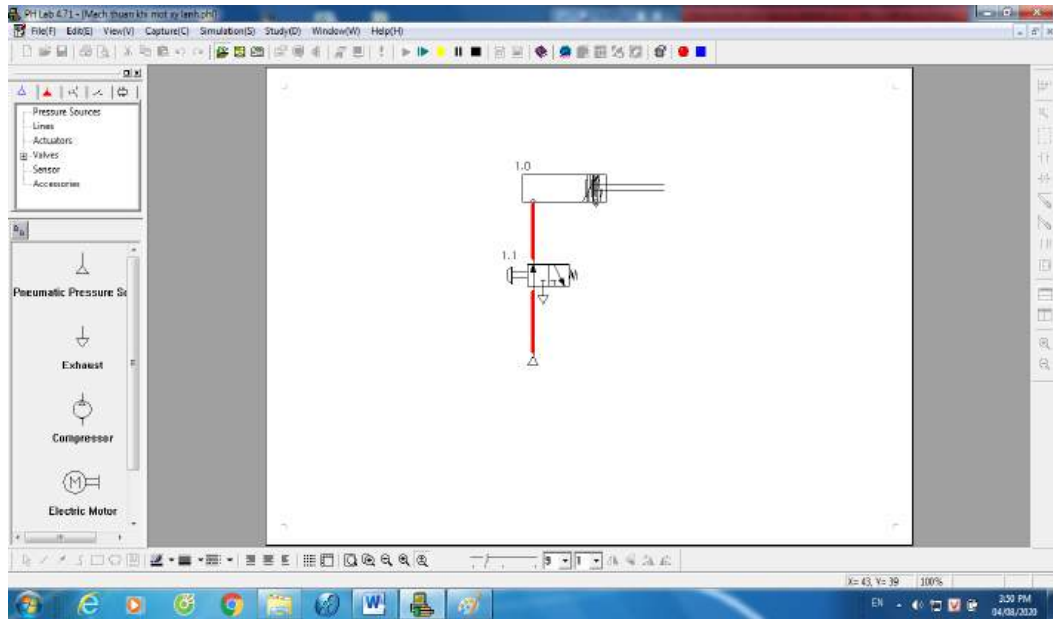 PH Lab 4.71 - [Mach thuan khi mot xy lanh.phl]
File(F) Edit(E) View(V) Capture(C) Simulation(S) Study(D) Window(W) Help(H)
Pressure Sources
Lines
Actuators
Valves
Sensor
Accessories
Pneumatic Pressure So
Exhaust
Compressor
M
Electric Motor
1.0
1.1
X= 43, Y= 39 100%
EN
2:50 PM
04/08/2020